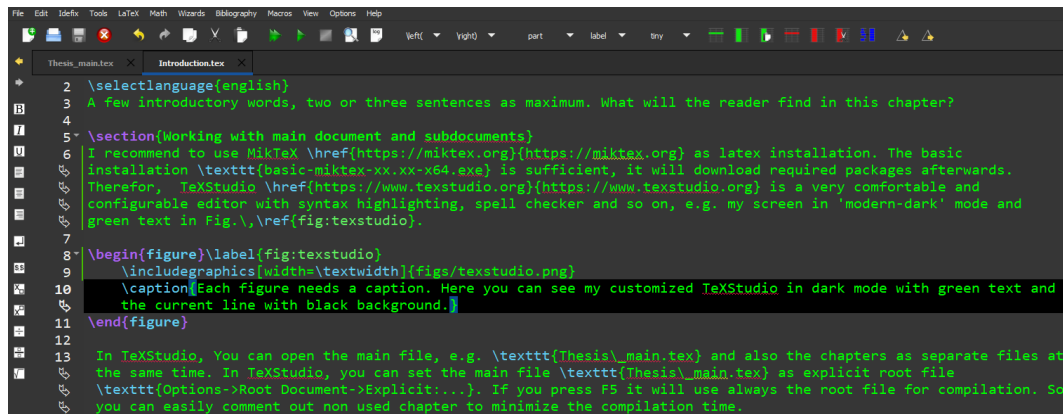 File Edit Idefix Tools LaTeX Math Wizards Bibliography Macros View Options Help
\left( \right) part label tiny
Thesis_main.tex Introduction.tex
2 \selectlanguage{english}
3 A few introductory words, two or three sentences as maximum. What will the reader find in this chapter?
4
5 \section{Working with main document and subdocuments}
6 I recommend to use MikTeX \href{https://miktex.org}{https://miktex.org} as latex installation. The basic
installation \texttt{basic-miktex-xx.xx-x64.exe} is sufficient, it will download required packages afterwards.
Therefor, TeXStudio \href{https://www.texstudio.org}{https://www.texstudio.org} is a very comfortable and
configurable editor with syntax highlighting, spell checker and so on, e.g. my screen in 'modern-dark' mode and
green text in Fig.\,\ref{fig:texstudio}.
7
8 \begin{figure}\label{fig:texstudio}
9 \includegraphics[width=\textwidth]{figs/texstudio.png}
10 \caption{Each figure needs a caption. Here you can see my customized TeXStudio in dark mode with green text and
the current line with black background.}
11 \end{figure}
12
13 In TeXStudio, You can open the main file, e.g. \texttt{Thesis\_main.tex} and also the chapters as separate files at
the same time. In TeXStudio, you can set the main file \texttt{Thesis\_main.tex} as explicit root file
\texttt{Options->Root Document->Explicit:...}. If you press F5 it will use always the root file for compilation. So
you can easily comment out non used chapter to minimize the compilation time.